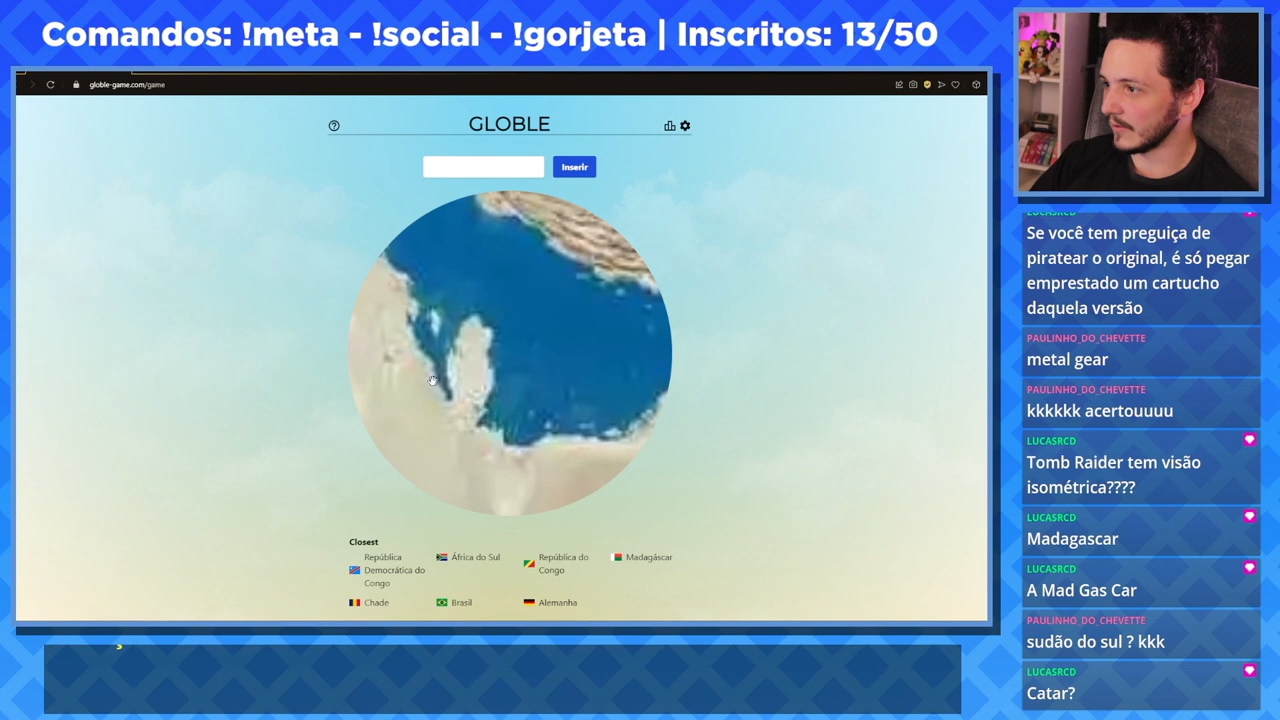 Comandos: !meta - !social - !gorjeta | Inscritos: 13/50
globle-game.com/game
GLOBLE
Inserir
Closest
República Democrática do Congo
África do Sul
República do Congo
Madagáscar
Chade
Brasil
Alemanha
LUCASRCD
Se você tem preguiça de
piratear o original, é só pegar
emprestado um cartucho
daquela versão
PAULINHO_DO_CHEVETTE
metal gear
PAULINHO_DO_CHEVETTE
kkkkkk acertouuuu
LUCASRCD
Tomb Raider tem visão
isométrica????
LUCASRCD
Madagascar
LUCASRCD
A Mad Gas Car
PAULINHO_DO_CHEVETTE
sudão do sul ? kkk
LUCASRCD
Catar?